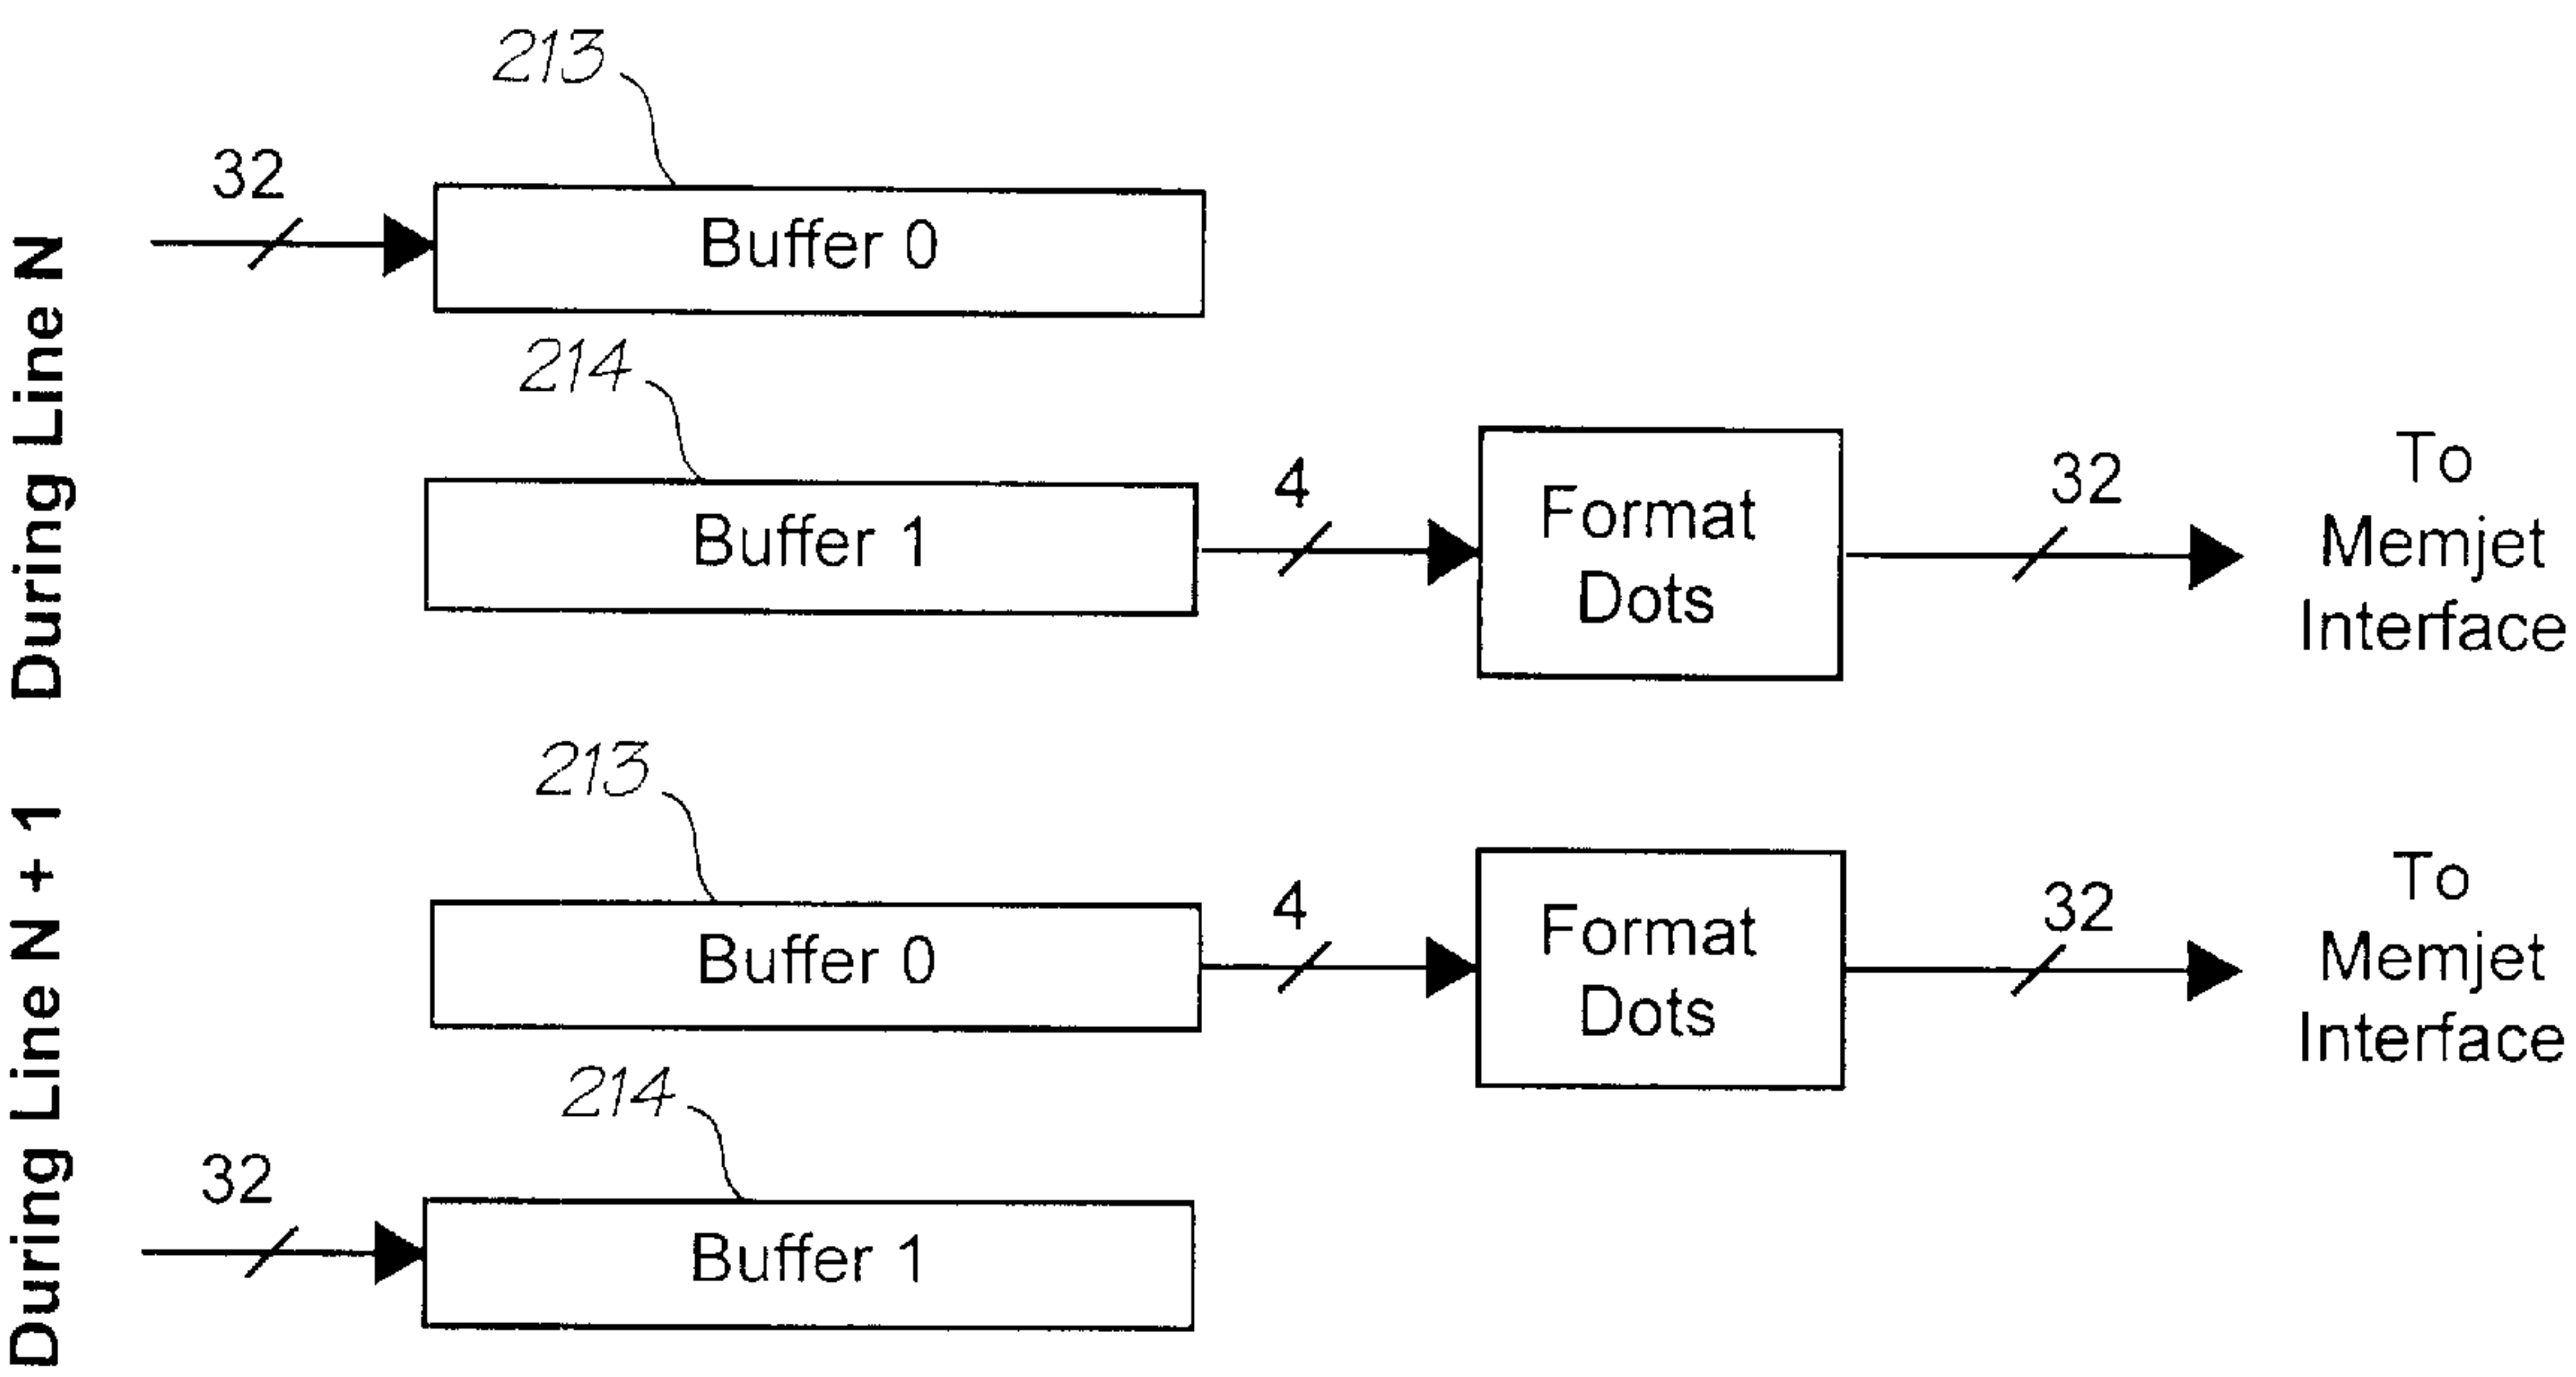 During Line N
213
32
Buffer 0
214
Buffer 1
4
Format
Dots
32
To
Memjet
Interface
During Line N + 1
213
Buffer 0
4
Format
Dots
32
To
Memjet
Interface
214
32
Buffer 1